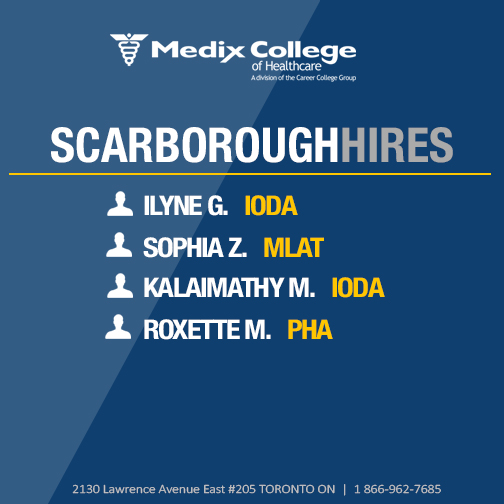 Medix College
of Healthcare
A division of the Career College Group
SCARBOROUGHHIRES
ILYNE G. IODA
SOPHIA Z. MLAT
KALAIMATHY M. IODA
ROXETTE M. PHA
2130 Lawrence Avenue East #205 TORONTO ON | 1 866-962-7685